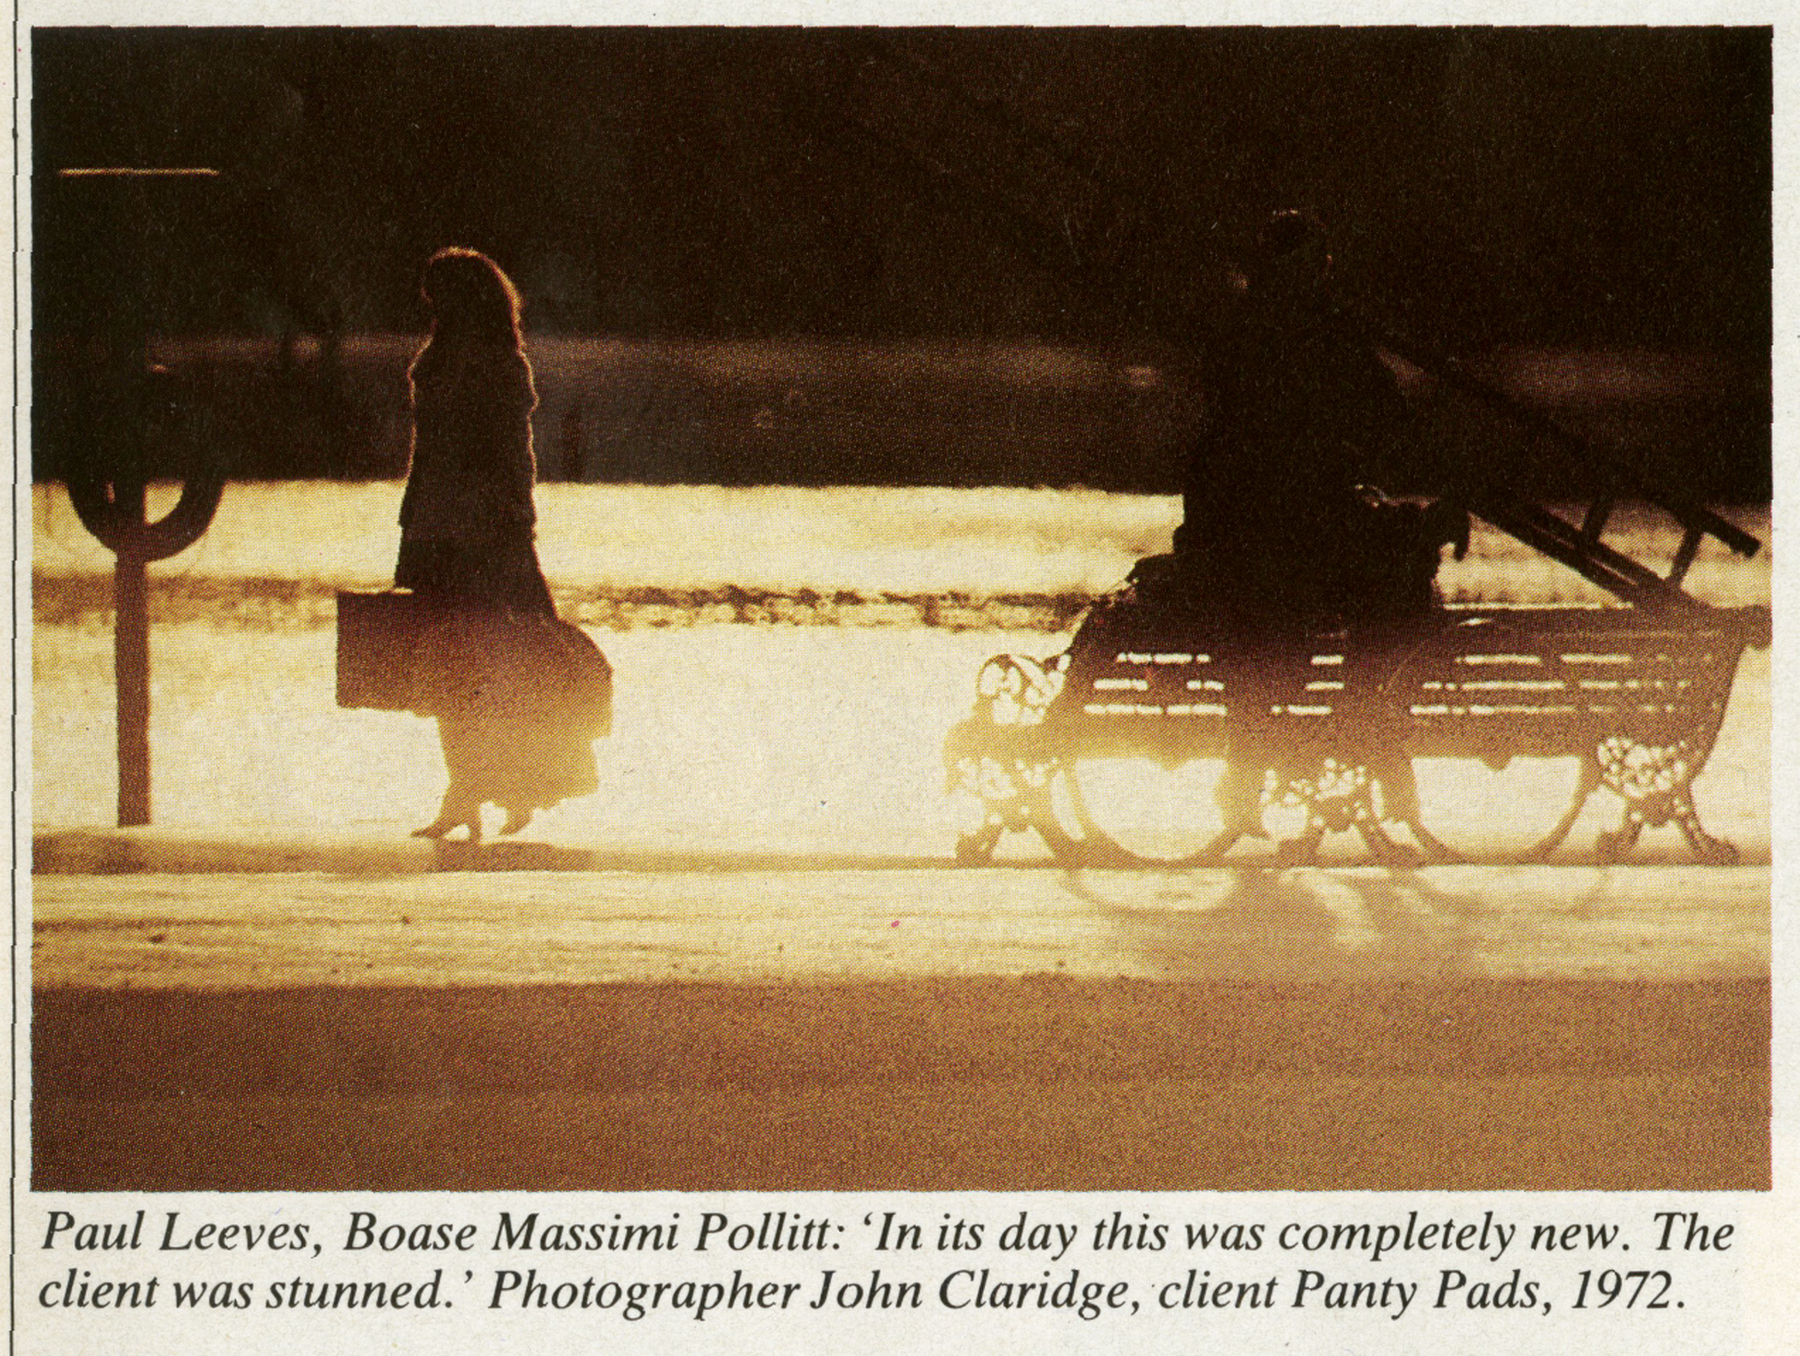 Paul Leeves, Boase Massimi Pollitt: ‘In its day this was completely new. The
client was stunned.’ Photographer John Claridge, client Panty Pads, 1972.